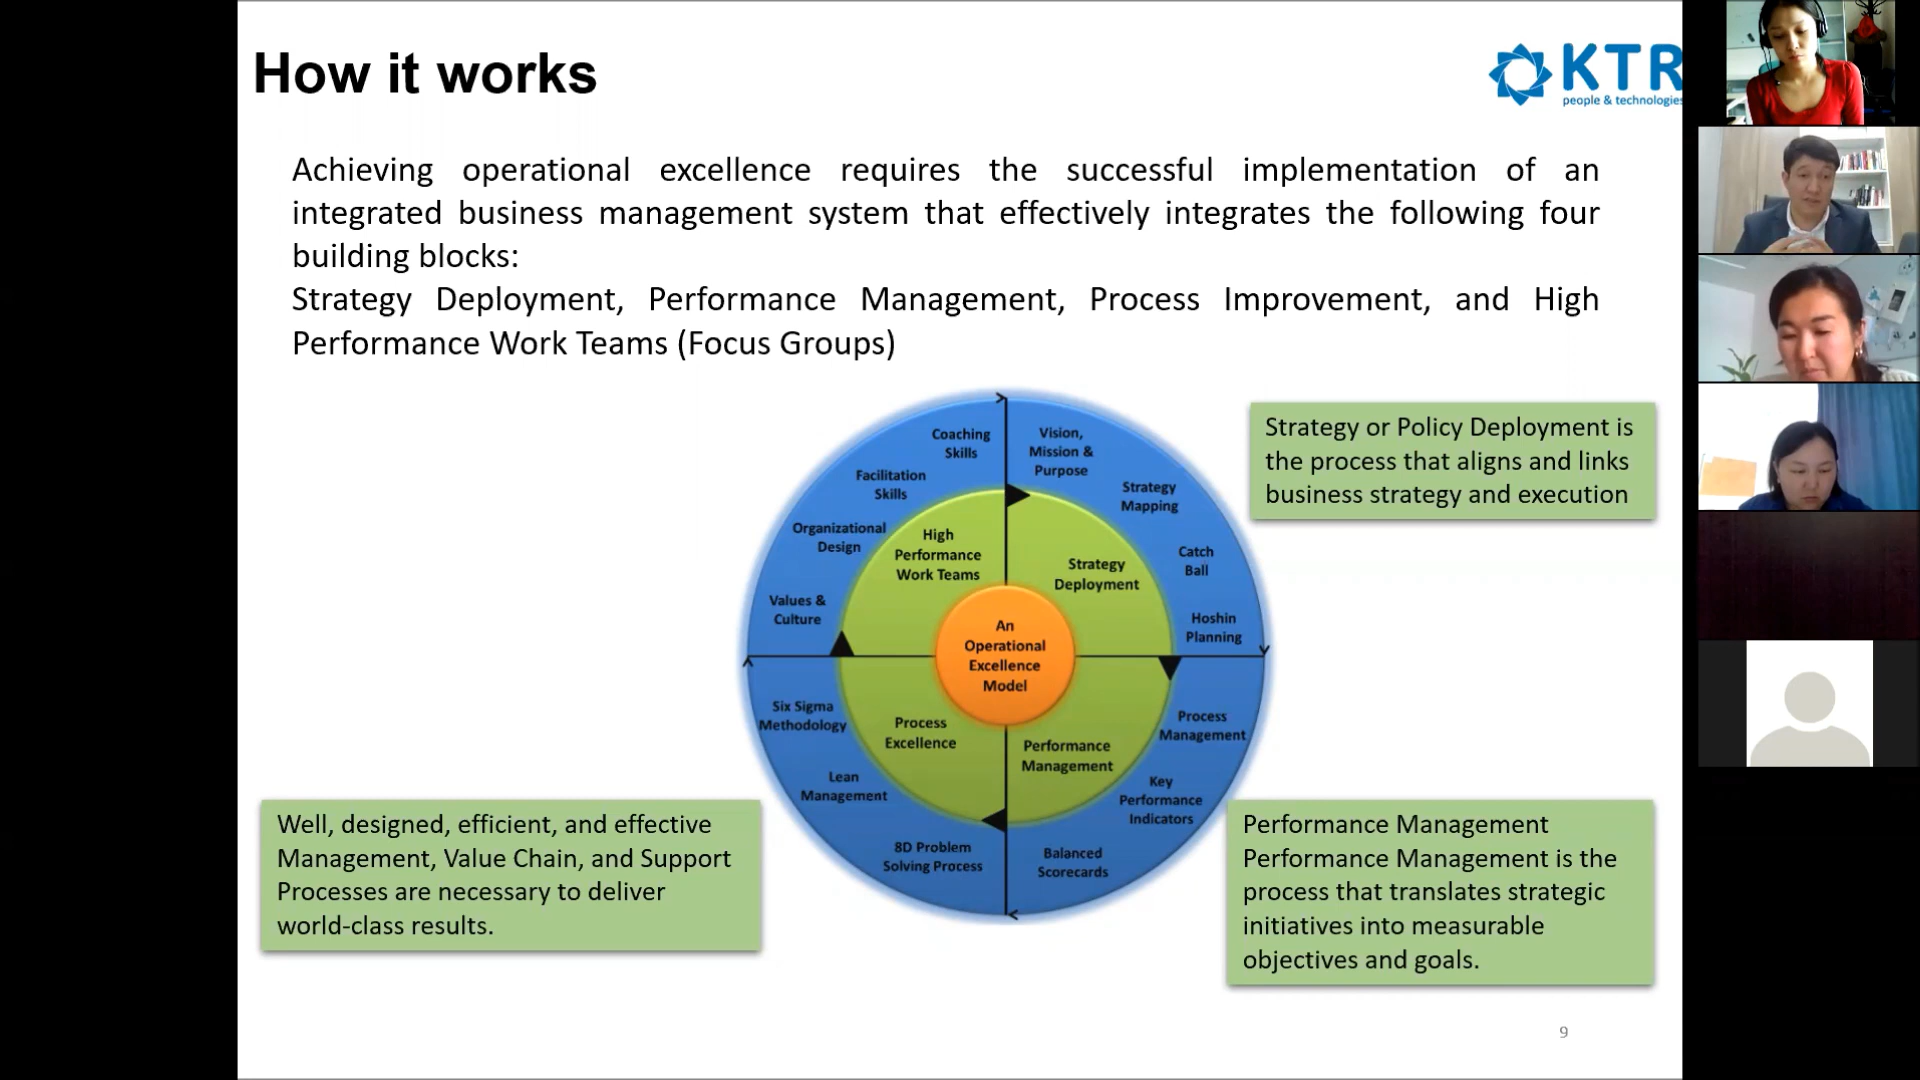 How it works
KTR
people & technologies
Achieving operational excellence requires the successful implementation of an
integrated business management system that effectively integrates the following four
building blocks:
Strategy Deployment, Performance Management, Process Improvement, and High
Performance Work Teams (Focus Groups)
Strategy or Policy Deployment is
the process that aligns and links
business strategy and execution
Coaching
Skills
Facilitation
Skills
Organizational
Design
Values &
Culture
High
Performance
Work Teams
Vision,
Mission &
Purpose
Strategy
Mapping
Catch
Ball
Hoshin
Planning
Strategy
Deployment
An
Operational
Excellence
Model
Six Sigma
Methodology
Lean
Management
8D Problem
Solving Process
Process
Excellence
Performance
Management
Process
Management
Key
Performance
Indicators
Balanced
Scorecards
Well, designed, efficient, and effective
Management, Value Chain, and Support
Processes are necessary to deliver
world-class results.
Performance Management
Performance Management is the
process that translates strategic
initiatives into measurable
objectives and goals.
9